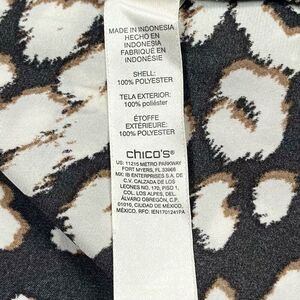 MADE IN INDONESIA
HECHO EN
INDONESIA
FABRIQUÉ EN
INDONÉSIE
SHELL:
100% POLYESTER
TELA EXTERIOR:
100% poliéster
ÉTOFFE
EXTÉRIEURE:
100% POLYESTER
chico's®
US: 11215 METRO PARKWAY
FORT MYERS, FL 33966
MX: IB ENTERPRISES S.A. DE
C.V. CALZADA DE LOS
LEONES NO. 170, PISO 1,
COL. LOS ALPES, DEL.
ÁLVARO OBREGÓN, C.P.
01010, CIUDAD DE MÉXICO,
MÉXICO, RFC: IEN1701241PA